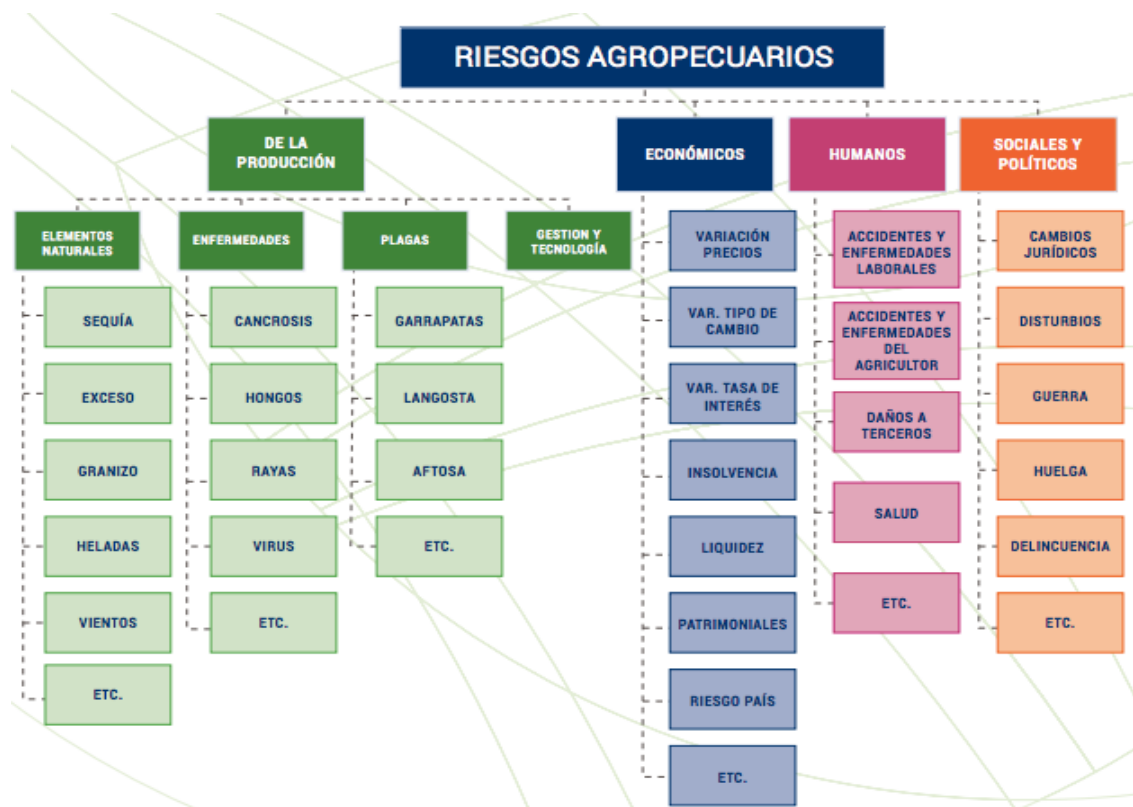 RIESGOS AGROPECUARIOS
DE LA
PRODUCCIÓN
ELEMENTOS
NATURALES
SEQUÍA
EXCESO
GRANIZO
HELADAS
VIENTOS
ETC.
ENFERMEDADES
CANCROSIS
HONGOS
RAYAS
VIRUS
ETC.
PLAGAS
GARRAPATAS
LANGOSTA
AFTOSA
ETC.
GESTION Y
TECNOLOGÍA
ECONÓMICOS
VARIACIÓN
PRECIOS
VAR. TIPO DE
CAMBIO
VAR. TASA DE
INTERÉS
INSOLVENCIA
LIQUIDEZ
PATRIMONIALES
RIESGO PAÍS
ETC.
HUMANOS
ACCIDENTES Y
ENFERMEDADES
LABORALES
ACCIDENTES Y
ENFERMEDADES
DEL
AGRICULTOR
DAÑOS A
TERCEROS
SALUD
ETC.
SOCIALES Y
POLÍTICOS
CAMBIOS
JURÍDICOS
DISTURBIOS
GUERRA
HUELGA
DELINCUENCIA
ETC.